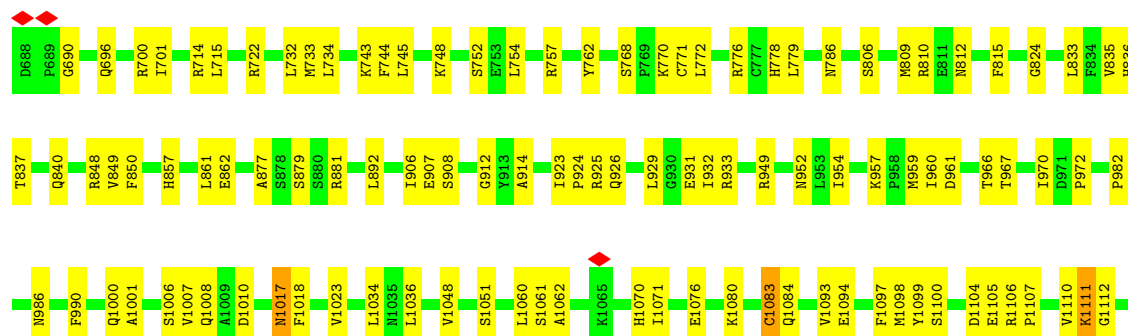 D688 P689 G690 Q696 R700 I701 R714 L715 R722 L732 M733 L734 K743 F744 L745 K748 S752 E753 L754 R757 Y762 S768 P769 K770 C771 L772 R776 C777 H778 L779 N786 S806 M809 R810 E811 N812 F815 G824 L833 F834 V835 H836
T837 Q840 R848 V849 F850 H857 L861 E862 A877 S878 S879 S880 R881 L892 I906 E907 S908 G912 Y913 A914 I923 P924 R925 Q926 L929 G930 E931 I932 R933 R949 N952 L953 I954 K957 P958 M959 I960 D961 T966 T967 I970 D971 P972 P982
N986 F990 Q1000 A1001 S1006 V1007 Q1008 A1009 D1010 N1017 F1018 V1023 L1034 N1035 L1036 V1048 S1051 L1060 S1061 A1062 K1065 H1070 I1071 E1076 K1080 C1083 Q1084 V1093 E1094 F1097 M1098 Y1099 S1100 D1104 E1105 R1106 P1107 V1110 K1111 G1112